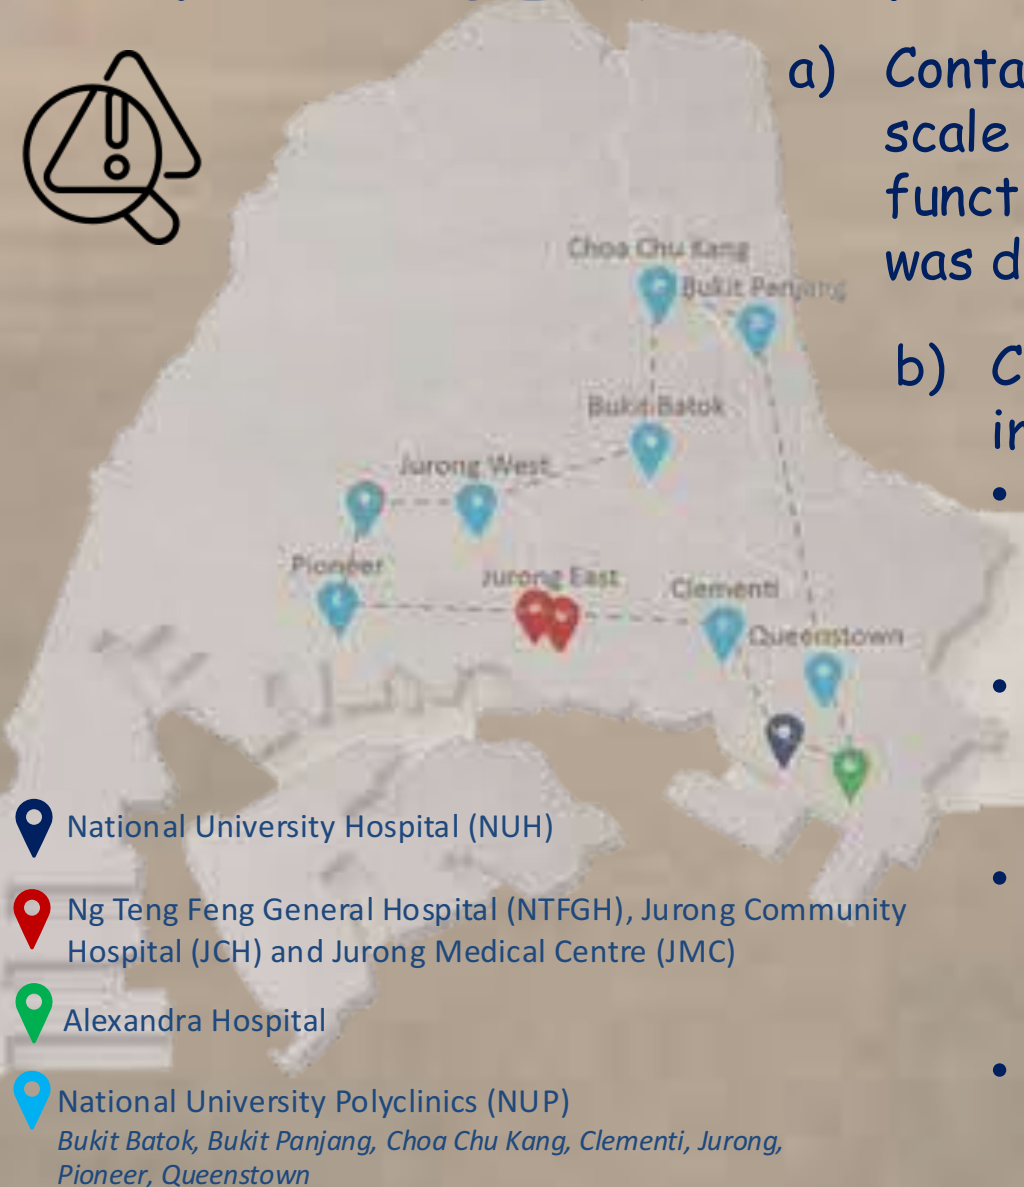 a) Conta
scale
funct
was d
b) C
Choa Chu Kang
Bukit Panjang
Bukit Batok
Jurong West
Pioneer
Jurong East
Clementi
Queenstown
National University Hospital (NUH)
Ng Teng Feng General Hospital (NTFGH), Jurong Community
Hospital (JCH) and Jurong Medical Centre (JMC)
Alexandra Hospital
National University Polyclinics (NUP)
Bukit Batok, Bukit Panjang, Choa Chu Kang, Clementi, Jurong,
Pioneer, Queenstown